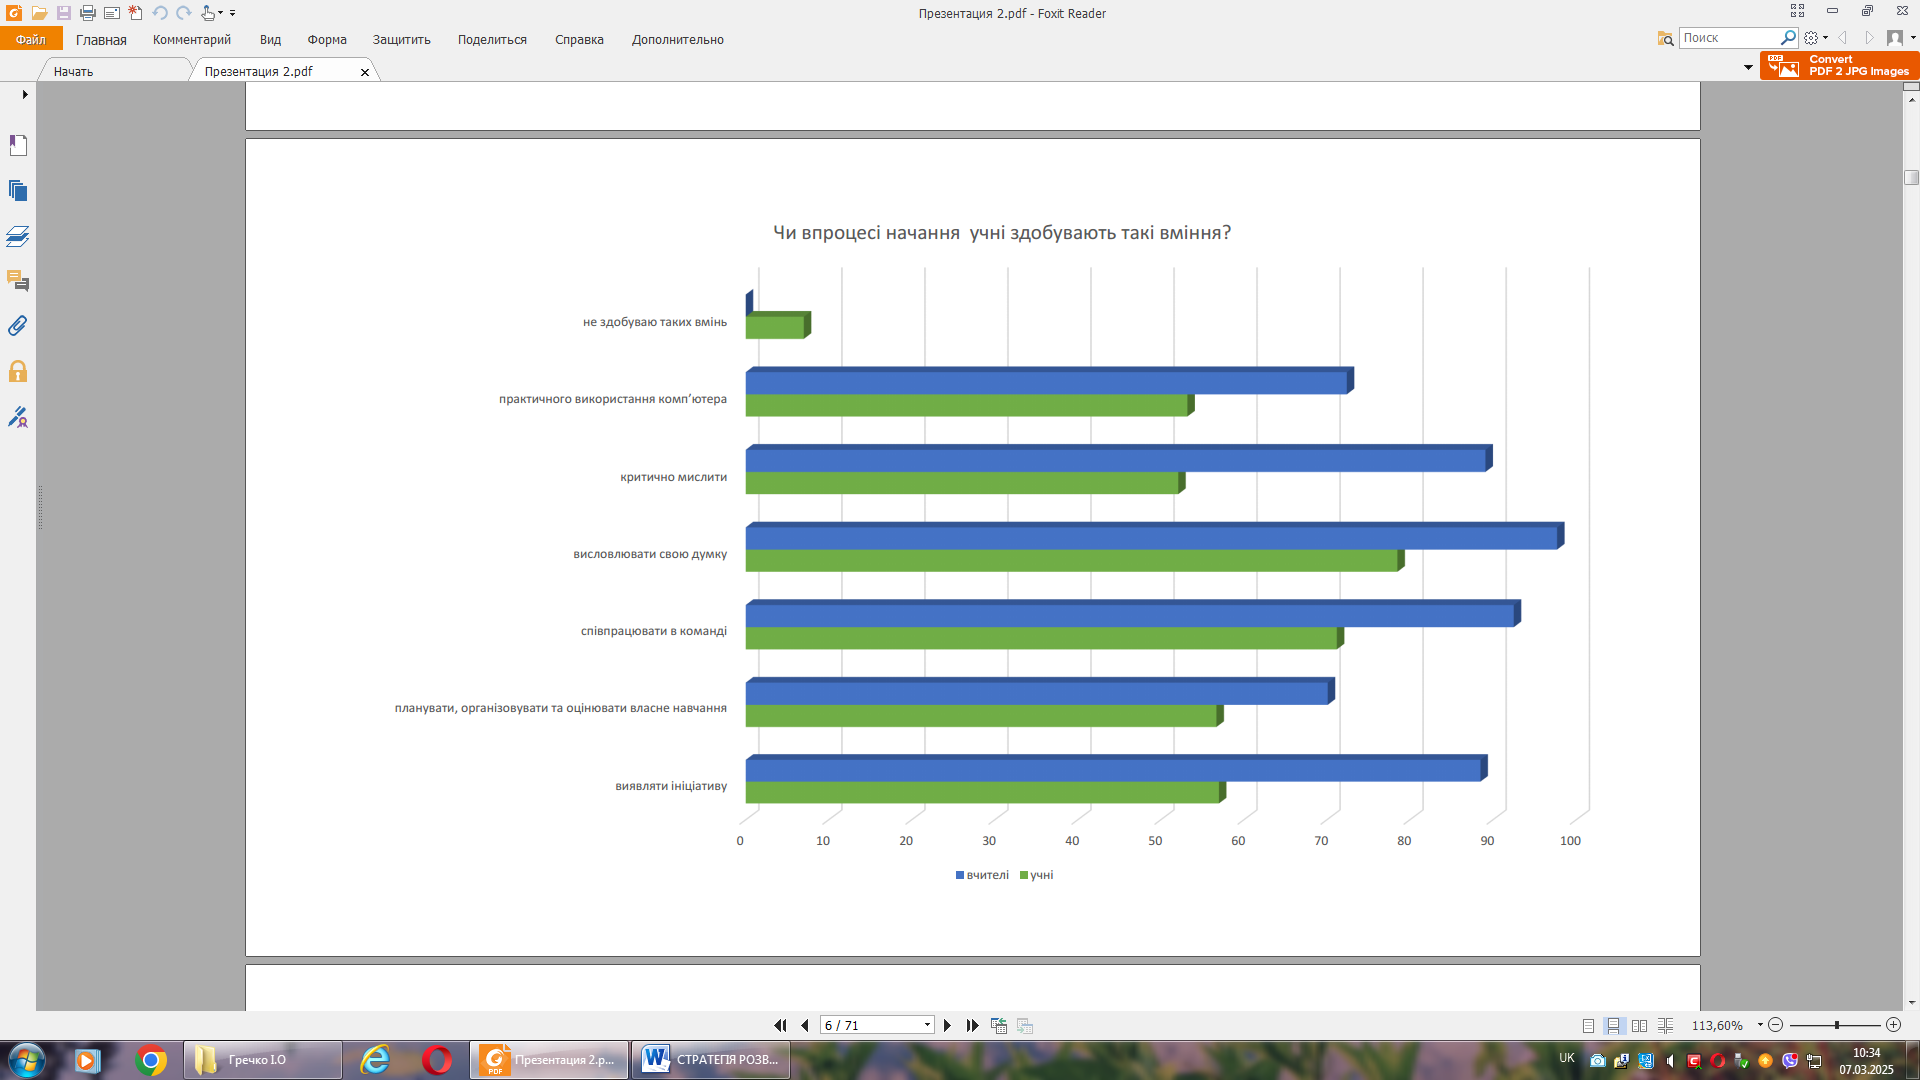 Презентация 2.pdf - Foxit Reader
Файл Главная Комментарий Вид Форма Защитить Поделиться Справка Дополнительно
Поиск
Начать Презентация 2.pdf
Convert
PDF 2 JPG Images
Чи впроцесі начання учні здобувають такі вміння?
не здобуваю таких вмінь
практичного використання комп’ютера
критично мислити
висловлювати свою думку
співпрацювати в команді
планувати, організовувати та оцінювати власне навчання
виявляти ініціативу
0 10 20 30 40 50 60 70 80 90 100
вчителі учні
6 / 71
113,60%
Гречко І.О
Презентация 2.p...
СТРАТЕГІЯ РОЗВ...
UK
10:34
07.03.2025